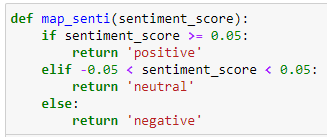 def map_senti(sentiment_score):
    if sentiment_score >= 0.05:
        return 'positive'
    elif -0.05 < sentiment_score < 0.05:
        return 'neutral'
    else:
        return 'negative'